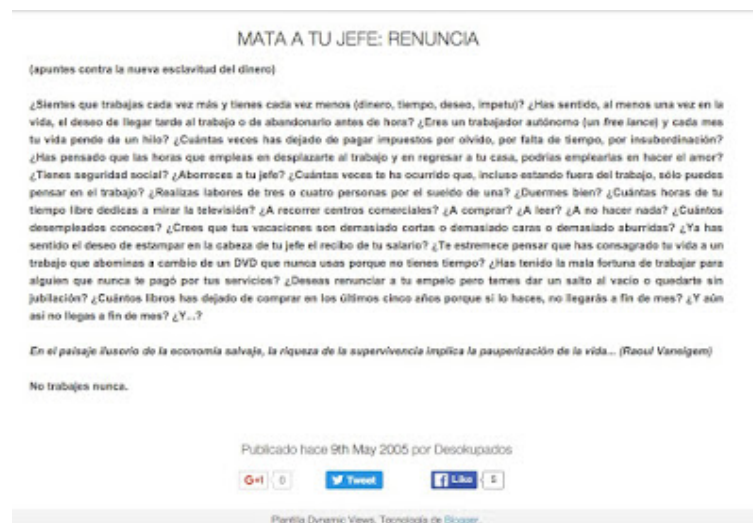 MATA A TU JEFE: RENUNCIA
(apuntes contra la nueva esclavitud del dinero)
¿Sientes que trabajas cada vez más y tienes cada vez menos (dinero, tiempo, deseo, ímpetu)? ¿Has sentido, al menos una vez en la
vida, el deseo de llegar tarde al trabajo o de abandonarlo antes de hora? ¿Eres un trabajador autónomo (un free lance) y cada mes
tu vida pende de un hilo? ¿Cuántas veces has dejado de pagar impuestos por olvido, por falta de tiempo, por insubordinación?
¿Has pensado que las horas que empleas en desplazarte al trabajo y en regresar a tu casa, podrías emplearlas en hacer el amor?
¿Tienes seguridad social? ¿Aborreces a tu jefe? ¿Cuántas veces te ha ocurrido que, incluso estando fuera del trabajo, sólo puedes
pensar en el trabajo? ¿Realizas labores de tres o cuatro personas por el sueldo de una? ¿Duermes bien? ¿Cuántas horas de tu
tiempo libre dedicas a mirar la televisión? ¿A recorrer centros comerciales? ¿A comprar? ¿A leer? ¿A no hacer nada? ¿Cuántos
desempleados conoces? ¿Crees que tus vacaciones son demasiado cortas o demasiado caras o demasiado aburridas? ¿Ya has
sentido el deseo de estampar en la cabeza de tu jefe el recibo de tu salario? ¿Te estremece pensar que has consagrado tu vida a un
trabajo que abominas a cambio de un DVD que nunca usas porque no tienes tiempo? ¿Has tenido la mala fortuna de trabajar para
alguien que nunca te pagó por tus servicios? ¿Deseas renunciar a tu empelo pero temes dar un salto al vacío o quedarte sin
jubilación? ¿Cuántos libros has dejado de comprar en los últimos cinco años porque si lo haces, no llegarás a fin de mes? ¿Y aún
así no llegas a fin de mes? ¿Y...?
En el paisaje ilusorio de la economía salvaje, la riqueza de la supervivencia implica la pauperización de la vida... (Raoul Vaneigem)
No trabajes nunca.
Publicado hace 9th May 2005 por Desokupados
G+1 0 Tweet Like 5
Plantilla Dynamic Views. Tecnología de Blogger.